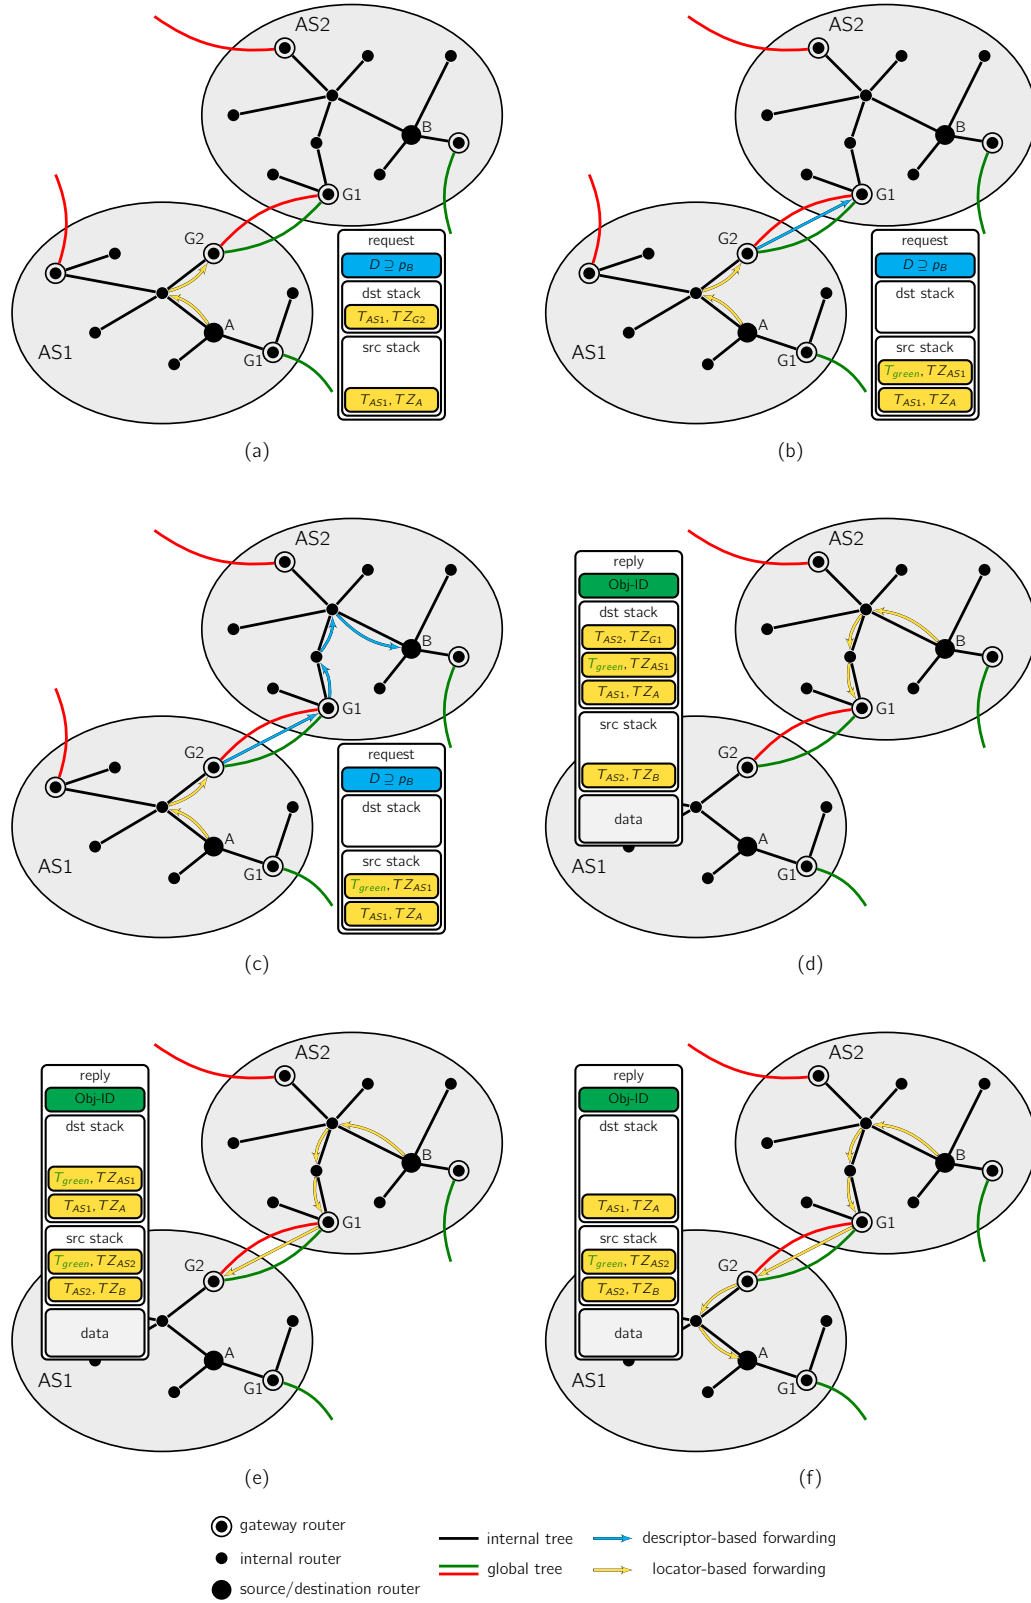 AS2
B
G1
G2
A
G1
AS1
request
D ⊇ p_B
dst stack
T_AS1, TZ_G2
src stack
T_AS1, TZ_A
(a)
AS2
B
G1
G2
A
G1
AS1
request
D ⊇ p_B
dst stack
src stack
T_green, TZ_AS1
T_AS1, TZ_A
(b)
AS2
B
G1
G2
A
G1
AS1
request
D ⊇ p_B
dst stack
src stack
T_green, TZ_AS1
T_AS1, TZ_A
(c)
reply
Obj-ID
dst stack
T_AS2, TZ_G1
T_green, TZ_AS1
T_AS1, TZ_A
src stack
T_AS2, TZ_B
data
AS2
B
G1
G2
A
G1
AS1
(d)
reply
Obj-ID
dst stack
T_green, TZ_AS1
T_AS1, TZ_A
src stack
T_green, TZ_AS2
T_AS2, TZ_B
data
AS2
B
G1
G2
A
G1
AS1
(e)
reply
Obj-ID
dst stack
T_AS1, TZ_A
src stack
T_green, TZ_AS2
T_AS2, TZ_B
data
AS2
B
G1
G2
A
G1
AS1
(f)
gateway router
internal router
source/destination router
internal tree
global tree
descriptor-based forwarding
locator-based forwarding